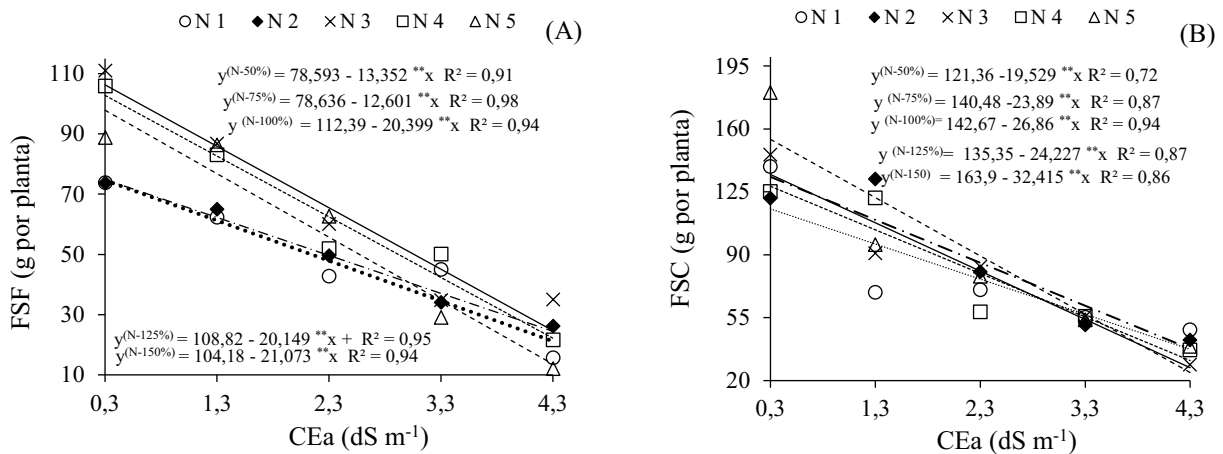 N 1 N 2 N 3 N 4 N 5
(A)
y(N-50%) = 78,593 - 13,352 **x R² = 0,91
y(N-75%) = 78,636 - 12,601 **x R² = 0,98
y (N-100%) = 112,39 - 20,399 **x R² = 0,94
y(N-125%) = 108,82 - 20,149 **x + R² = 0,95
y(N-150%) = 104,18 - 21,073 **x R² = 0,94
FSF (g por planta)
110
90
70
50
30
10
0,3 1,3 2,3 3,3 4,3
CEa (dS m-1)
N 1 N 2 N 3 N 4 N 5
(B)
y(N-50%) = 121,36 -19,529 **x R² = 0,72
y(N-75%) = 140,48 -23,89 **x R² = 0,87
y(N-100%)= 142,67 - 26,86 **x R² = 0,94
y (N-125%) = 135,35 - 24,227 **x R² = 0,87
y(N-150) = 163,9 - 32,415 **x R² = 0,86
FSC (g por planta)
195
160
125
90
55
20
0,3 1,3 2,3 3,3 4,3
CEa (dS m-1)